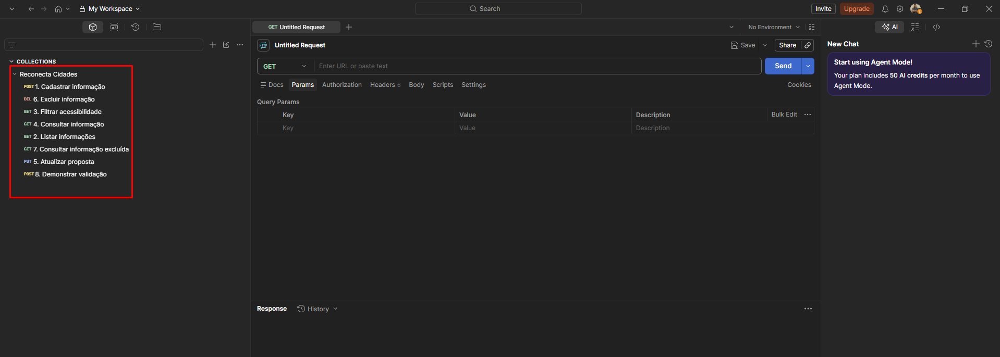 My Workspace
Search
Invite
Upgrade
GET Untitled Request
No Environment
AI
HTTP
Untitled Request
Save
Share
New Chat
COLLECTIONS
Reconecta Cidades
POST 1. Cadastrar informação
DEL 6. Excluir informação
GET 3. Filtrar acessibilidade
GET 4. Consultar informação
GET 2. Listar informações
GET 7. Consultar informação excluída
PUT 5. Atualizar proposta
POST 8. Demonstrar validação
GET
Enter URL or paste text
Send
Docs Params Authorization Headers 6 Body Scripts Settings
Cookies
Query Params
Key Value Description Bulk Edit
Key Value Description
Response
History
Start using Agent Mode!
Your plan includes 50 AI credits per month to use
Agent Mode.